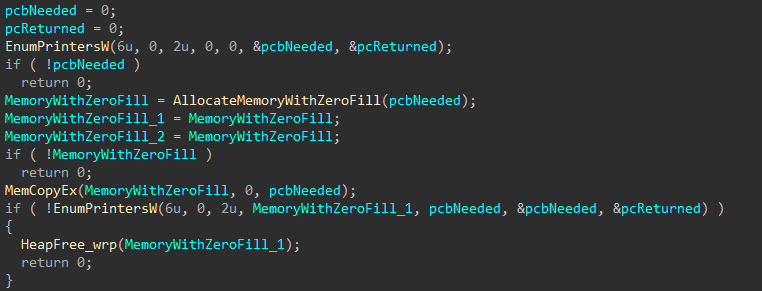 pcbNeeded = 0;
pcReturned = 0;
EnumPrintersW(6u, 0, 2u, 0, 0, &pcbNeeded, &pcReturned);
if ( !pcbNeeded )
  return 0;
MemoryWithZeroFill = AllocateMemoryWithZeroFill(pcbNeeded);
MemoryWithZeroFill_1 = MemoryWithZeroFill;
MemoryWithZeroFill_2 = MemoryWithZeroFill;
if ( !MemoryWithZeroFill )
  return 0;
MemCopyEx(MemoryWithZeroFill, 0, pcbNeeded);
if ( !EnumPrintersW(6u, 0, 2u, MemoryWithZeroFill_1, pcbNeeded, &pcbNeeded, &pcReturned) )
{
  HeapFree_wrp(MemoryWithZeroFill_1);
  return 0;
}